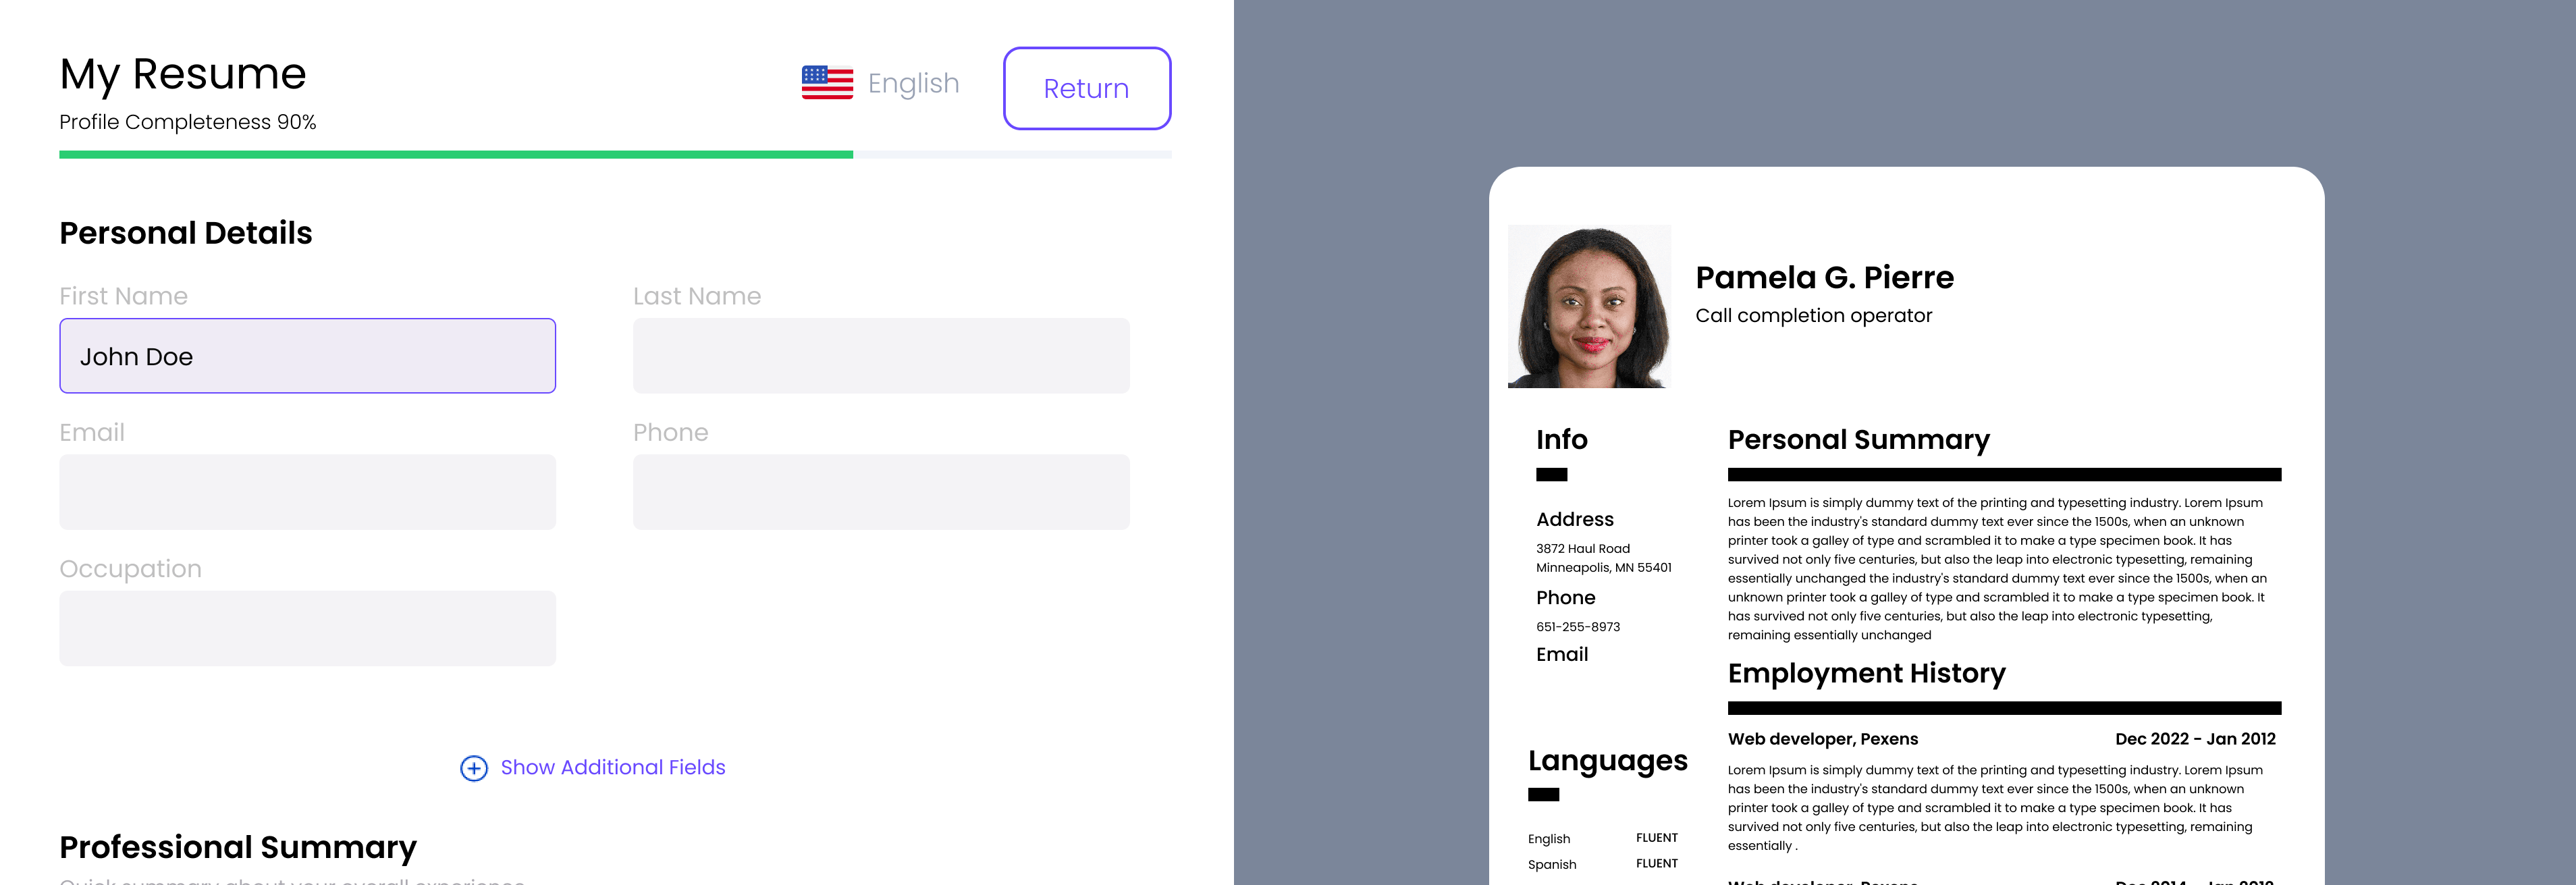 My Resume
English
Return
Profile Completeness 90%
Personal Details
First Name
Last Name
John Doe
Email
Phone
Occupation
Show Additional Fields
Professional Summary
Quick summary about your overall experience
Pamela G. Pierre
Call completion operator
Info
Address
3872 Haul Road
Minneapolis, MN 55401
Phone
651-255-8973
Email
Languages
English FLUENT
Spanish FLUENT
Personal Summary
Lorem Ipsum is simply dummy text of the printing and typesetting industry. Lorem Ipsum
has been the industry's standard dummy text ever since the 1500s, when an unknown
printer took a galley of type and scrambled it to make a type specimen book. It has
survived not only five centuries, but also the leap into electronic typesetting, remaining
essentially unchanged the industry's standard dummy text ever since the 1500s, when an
unknown printer took a galley of type and scrambled it to make a type specimen book. It
has survived not only five centuries, but also the leap into electronic typesetting,
remaining essentially unchanged
Employment History
Web developer, Pexens Dec 2022 - Jan 2012
Lorem Ipsum is simply dummy text of the printing and typesetting industry. Lorem Ipsum
has been the industry's standard dummy text ever since the 1500s, when an unknown
printer took a galley of type and scrambled it to make a type specimen book. It has
survived not only five centuries, but also the leap into electronic typesetting, remaining
essentially .
Web developer, Pexens